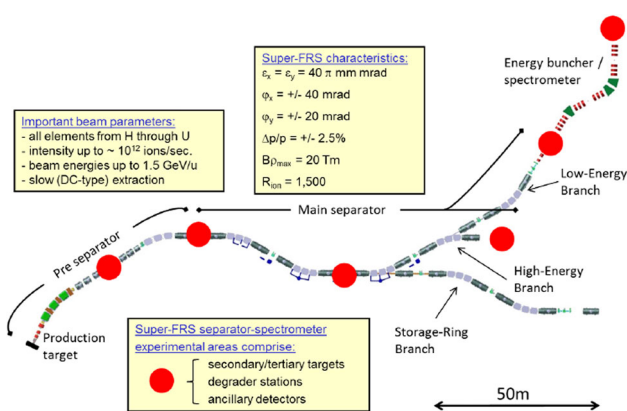 Super-FRS characteristics:
εx = εy = 40 π mm mrad
φx = +/- 40 mrad
φy = +/- 20 mrad
Δp/p = +/- 2.5%
Bρmax = 20 Tm
Rion = 1,500
Energy buncher /
spectrometer
Important beam parameters:
- all elements from H through U
- intensity up to ~ 10¹² ions/sec.
- beam energies up to 1.5 GeV/u
- slow (DC-type) extraction
Low-Energy
Branch
Main separator
Pre separator
High-Energy
Branch
Production
target
Storage-Ring
Branch
Super-FRS separator-spectrometer
experimental areas comprise:
secondary/tertiary targets
degrader stations
ancillary detectors
50m